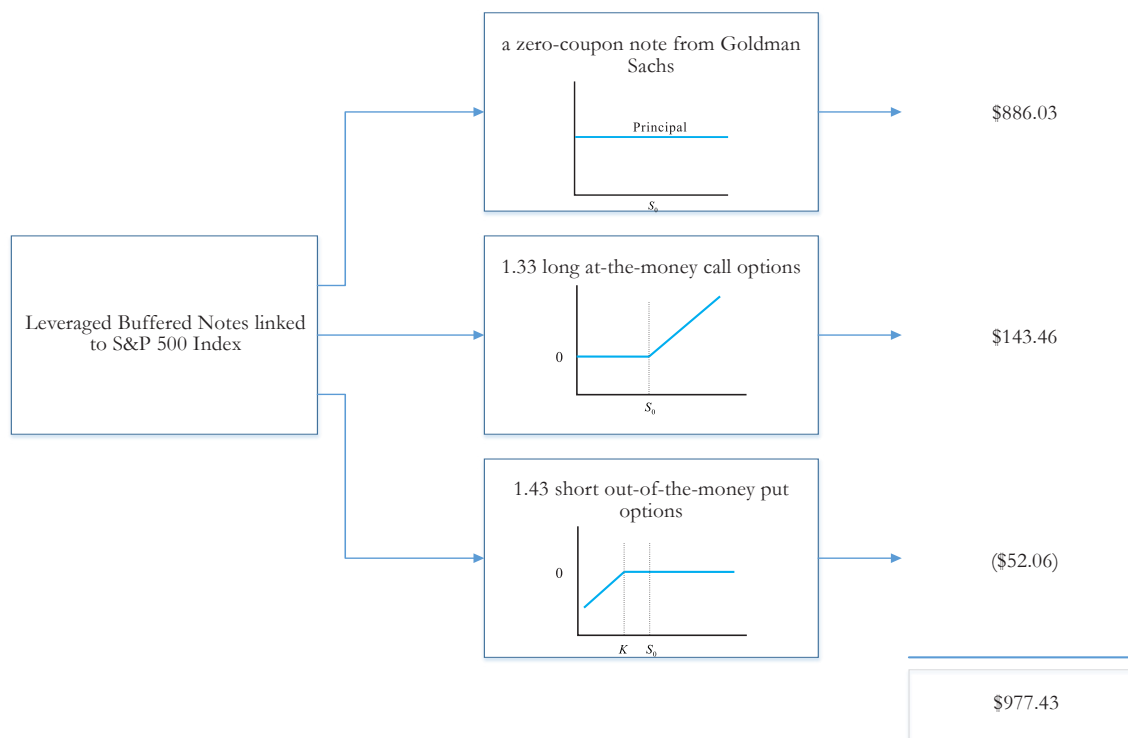 a zero-coupon note from Goldman
Sachs
Principal
S₀
$886.03
Leveraged Buffered Notes linked
to S&P 500 Index
1.33 long at-the-money call options
0
S₀
$143.46
1.43 short out-of-the-money put
options
0
K S₀
($52.06)
$977.43